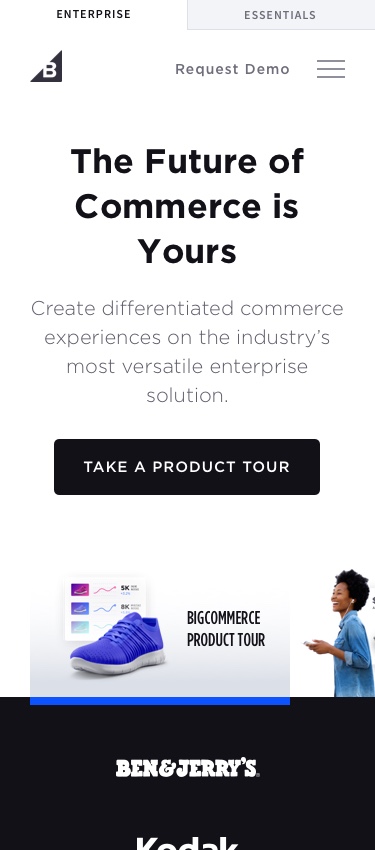 ENTERPRISE
ESSENTIALS
B
Request Demo
The Future of
Commerce is
Yours
Create differentiated commerce
experiences on the industry's
most versatile enterprise
solution.
TAKE A PRODUCT TOUR
5K
8K
BIGCOMMERCE
PRODUCT TOUR
BEN&JERRY'S
Kodak